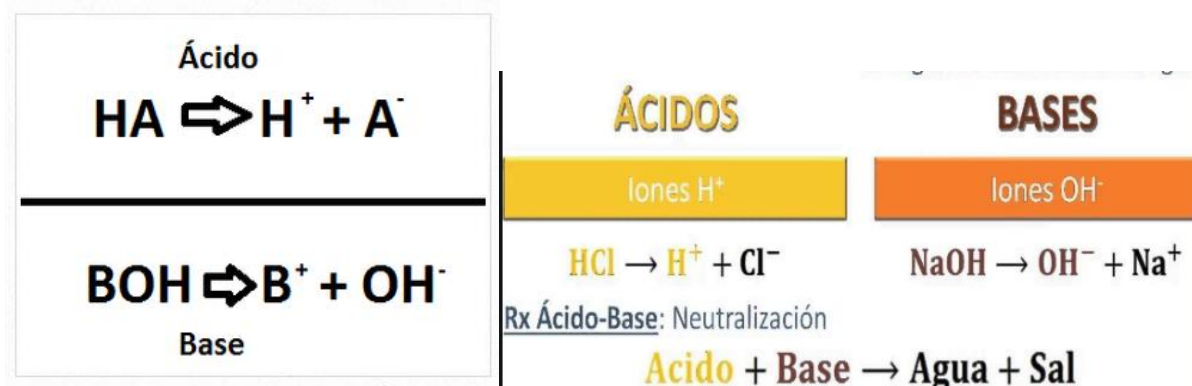 Ácido
HA ⇨ H⁺ + A⁻
BOH ⇨ B⁺ + OH⁻
Base
ÁCIDOS
BASES
Iones H⁺
Iones OH⁻
HCl → H⁺ + Cl⁻
NaOH → OH⁻ + Na⁺
Rx Ácido-Base: Neutralización
Acido + Base → Agua + Sal